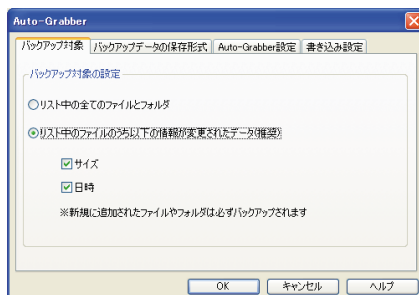 Auto-Grabber
バックアップ対象 バックアップデータの保存形式 Auto-Grabber設定 書き込み設定
バックアップ対象の設定
リスト中の全てのファイルとフォルダ
リスト中のファイルのうち以下の情報が変更されたデータ(推奨)
サイズ
日時
※新規に追加されたファイルやフォルダは必ずバックアップされます
OK キャンセル ヘルプ